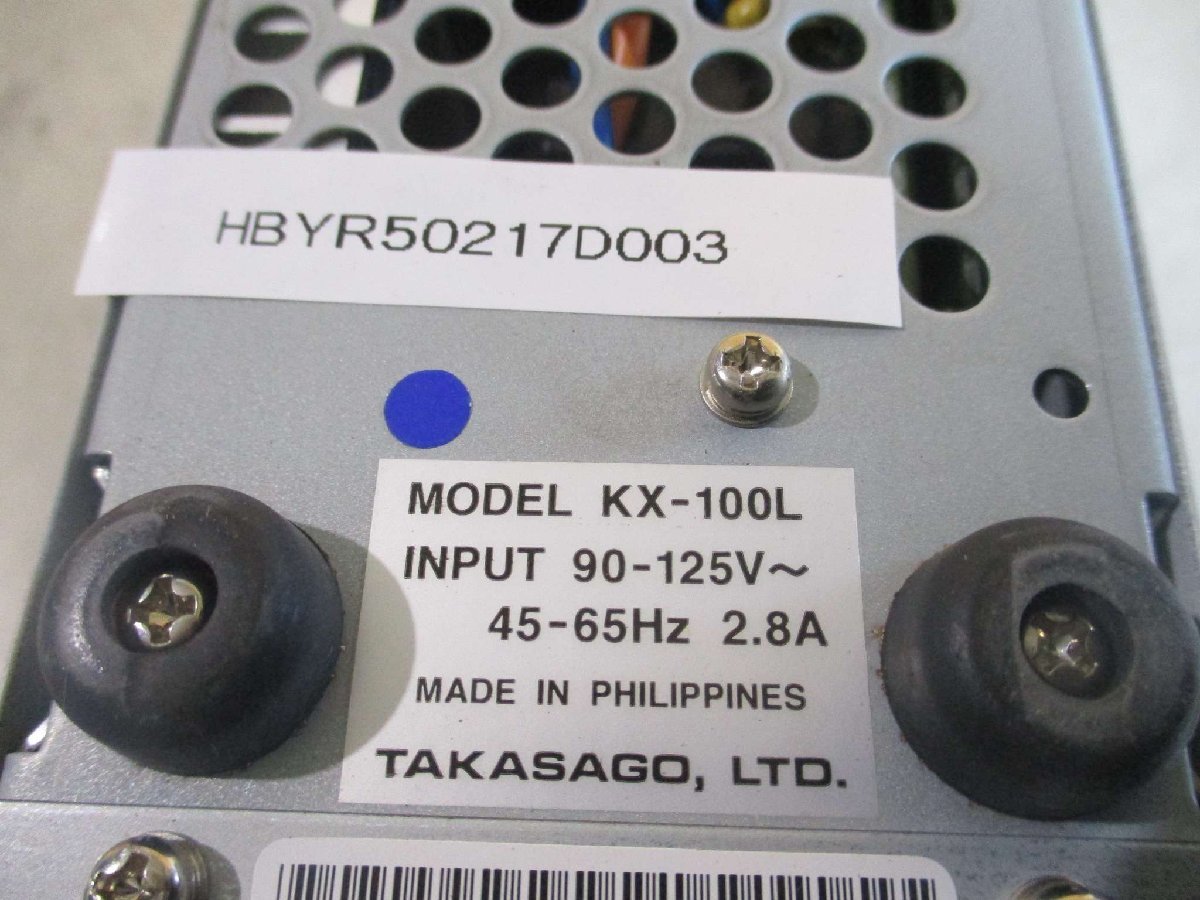 HBYR50217D003
MODEL KX-100L
INPUT 90-125V~
45-65Hz 2.8A
MADE IN PHILIPPINES
TAKASAGO, LTD.